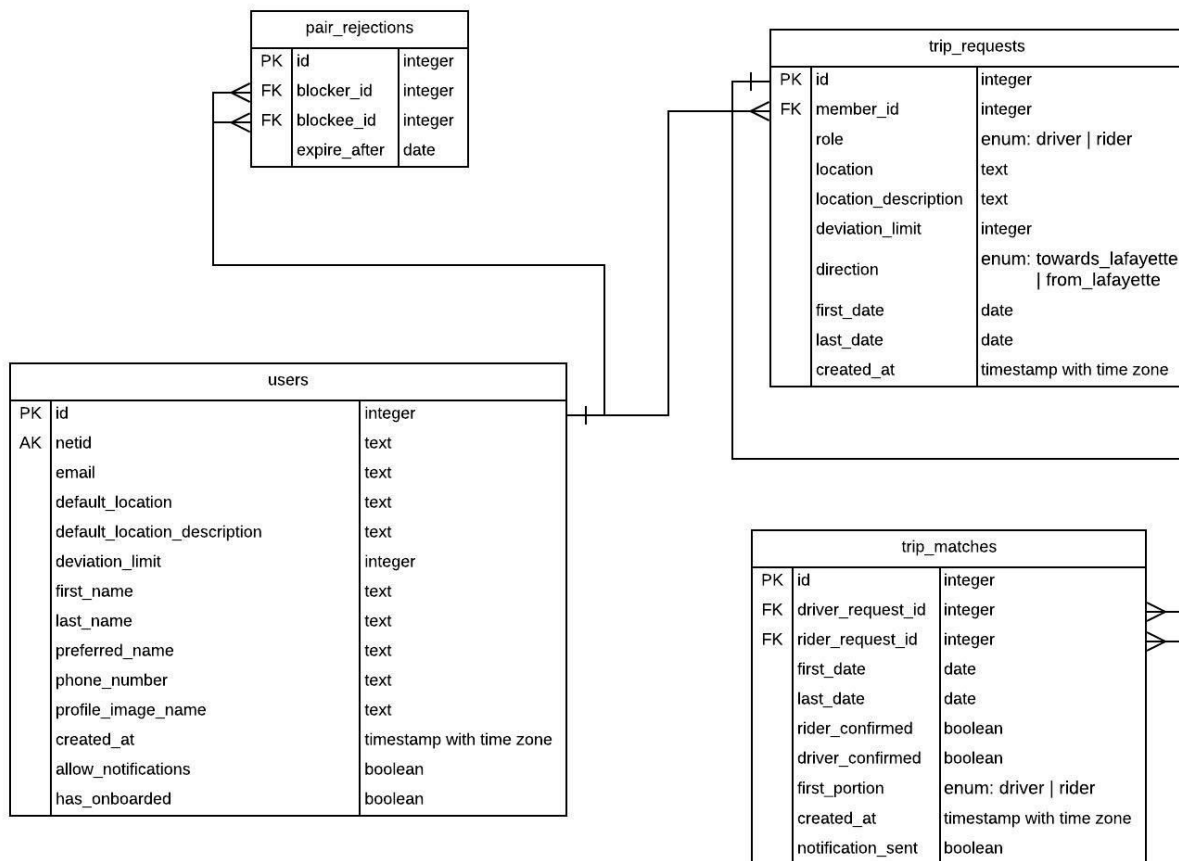 pair_rejections
PK id integer
FK blocker_id integer
FK blockee_id integer
expire_after date
trip_requests
PK id integer
FK member_id integer
role enum: driver | rider
location text
location_description text
deviation_limit integer
direction enum: towards_lafayette
| from_lafayette
first_date date
last_date date
created_at timestamp with time zone
users
PK id integer
AK netid text
email text
default_location text
default_location_description text
deviation_limit integer
first_name text
last_name text
preferred_name text
phone_number text
profile_image_name text
created_at timestamp with time zone
allow_notifications boolean
has_onboarded boolean
trip_matches
PK id integer
FK driver_request_id integer
FK rider_request_id integer
first_date date
last_date date
rider_confirmed boolean
driver_confirmed boolean
first_portion enum: driver | rider
created_at timestamp with time zone
notification_sent boolean